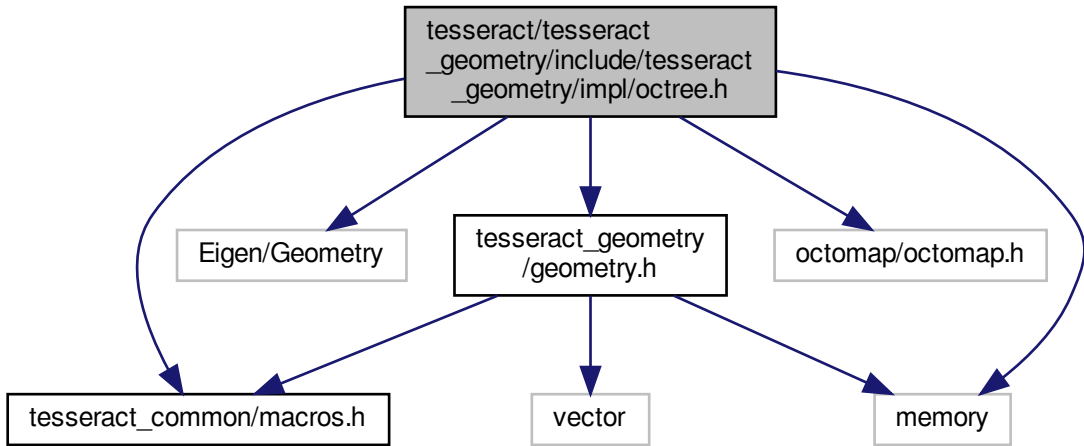 tesseract/tesseract
_geometry/include/tesseract
_geometry/impl/octree.h
Eigen/Geometry
tesseract_geometry
/geometry.h
octomap/octomap.h
tesseract_common/macros.h
vector
memory